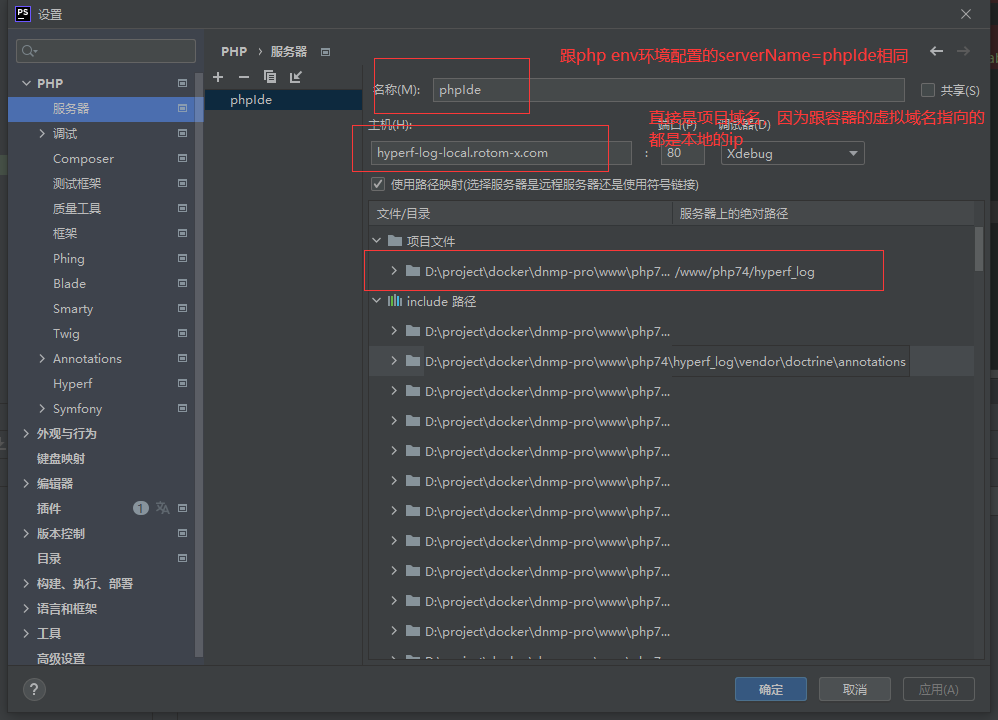 PS 设置
PHP › 服务器
跟php env环境配置的serverName=phpIde相同
PHP
服务器
调试
Composer
测试框架
质量工具
框架
Phing
Blade
Smarty
Twig
Annotations
Hyperf
Symfony
外观与行为
键盘映射
编辑器
插件 1
版本控制
目录
构建、执行、部署
语言和框架
工具
高级设置
phpIde
名称(M): phpIde
共享(S)
直接是项目域名，因为跟容器的虚拟域名指向的
都是本地的ip
主机(H): 端口(P) 调试器(D)
hyperf-log-local.rotom-x.com : 80 Xdebug
使用路径映射(选择服务器是远程服务器还是使用符号链接)
文件/目录 服务器上的绝对路径
项目文件
D:\project\docker\dnmp-pro\www\php7... /www/php74/hyperf_log
include 路径
D:\project\docker\dnmp-pro\www\php7...
D:\project\docker\dnmp-pro\www\php74\hyperf_log\vendor\doctrine\annotations
D:\project\docker\dnmp-pro\www\php7...
D:\project\docker\dnmp-pro\www\php7...
D:\project\docker\dnmp-pro\www\php7...
D:\project\docker\dnmp-pro\www\php7...
D:\project\docker\dnmp-pro\www\php7...
D:\project\docker\dnmp-pro\www\php7...
D:\project\docker\dnmp-pro\www\php7...
D:\project\docker\dnmp-pro\www\php7...
D:\project\docker\dnmp-pro\www\php7...
? 确定 取消 应用(A)